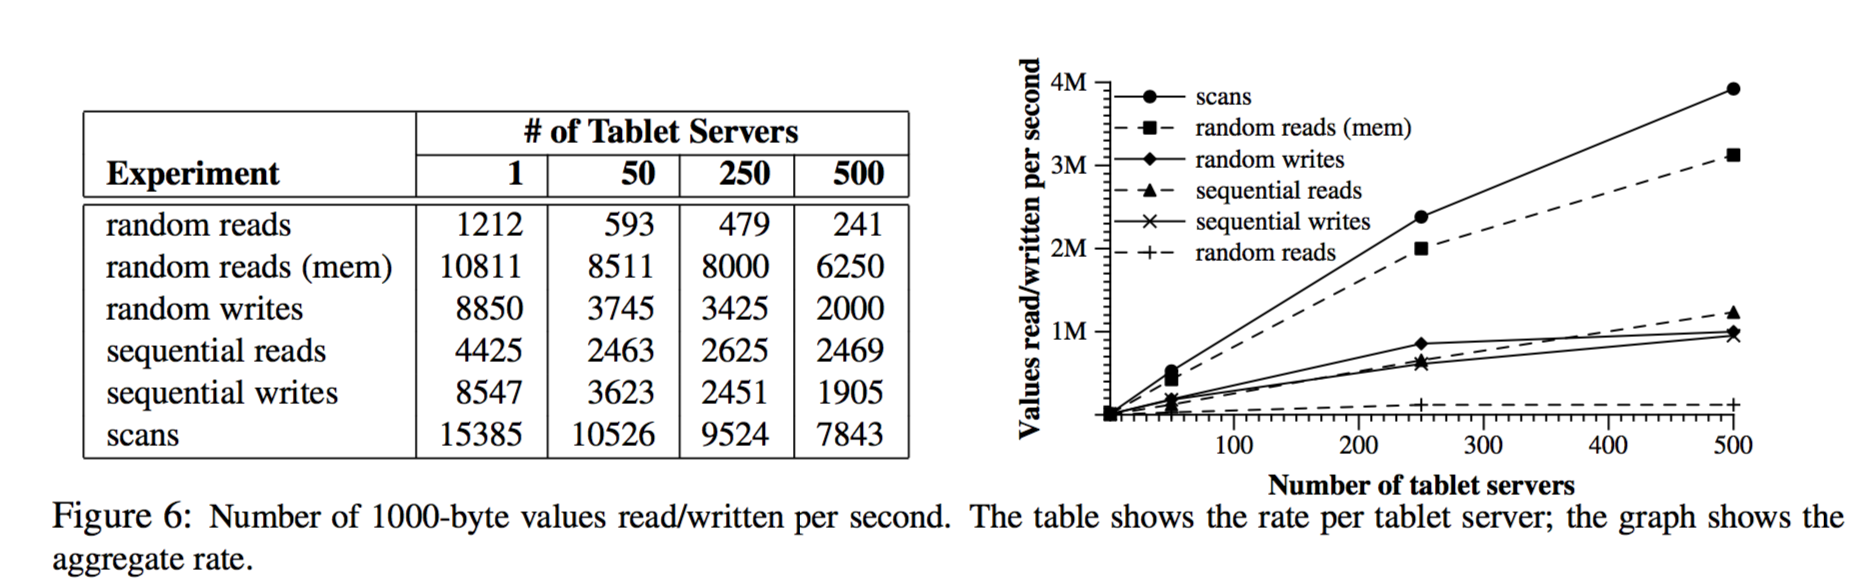 # of Tablet Servers
Experiment 1 50 250 500
random reads 1212 593 479 241
random reads (mem) 10811 8511 8000 6250
random writes 8850 3745 3425 2000
sequential reads 4425 2463 2625 2469
sequential writes 8547 3623 2451 1905
scans 15385 10526 9524 7843
Values read/written per second
4M
3M
2M
1M
scans
random reads (mem)
random writes
sequential reads
sequential writes
random reads
100 200 300 400 500
Number of tablet servers
Figure 6: Number of 1000-byte values read/written per second. The table shows the rate per tablet server; the graph shows the
aggregate rate.